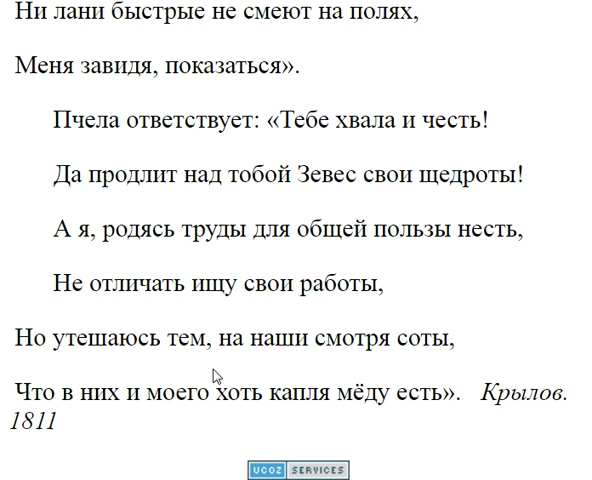 Ни лани быстрые не смеют на полях,
Меня завидя, показаться».
Пчела ответствует: «Тебе хвала и честь!
Да продлит над тобой Зевес свои щедроты!
А я, родясь труды для общей пользы несть,
Не отличать ищу свои работы,
Но утешаюсь тем, на наши смотря соты,
Что в них и моего хоть капля мёду есть». Крылов.
1811
UCOZ SERVICES